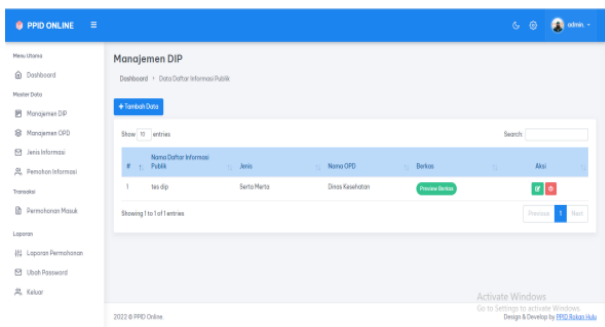 PPID ONLINE
admin.
Menu Utama
Dashboard
Master Data
Manajemen DIP
Manajemen OPD
Jenis Informasi
Pemohon Informasi
Transaksi
Permohonan Masuk
Laporan
Laporan Permohonan
Ubah Password
Keluar
Manajemen DIP
Dashboard > Data Daftar Informasi Publik
+ Tambah Data
Show 10 entries
Search:
# Nama Daftar Informasi Publik Jenis Nama OPD Berkas Aksi
1 tes dip Serta Merta Dinas Kesehatan Preview Berkas
Showing 1 to 1 of 1 entries
Previous 1 Next
Activate Windows
Go to Settings to activate Windows.
2022 © PPID Online.
Design & Develop by PPID Rokan Hulu